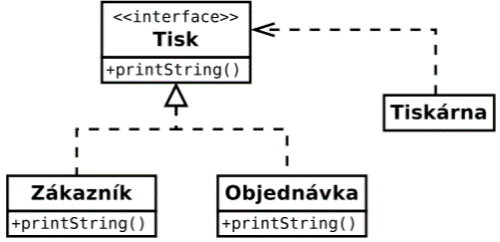 <<interface>>
Tisk
+printString()
Tiskárna
Zákazník
+printString()
Objednávka
+printString()